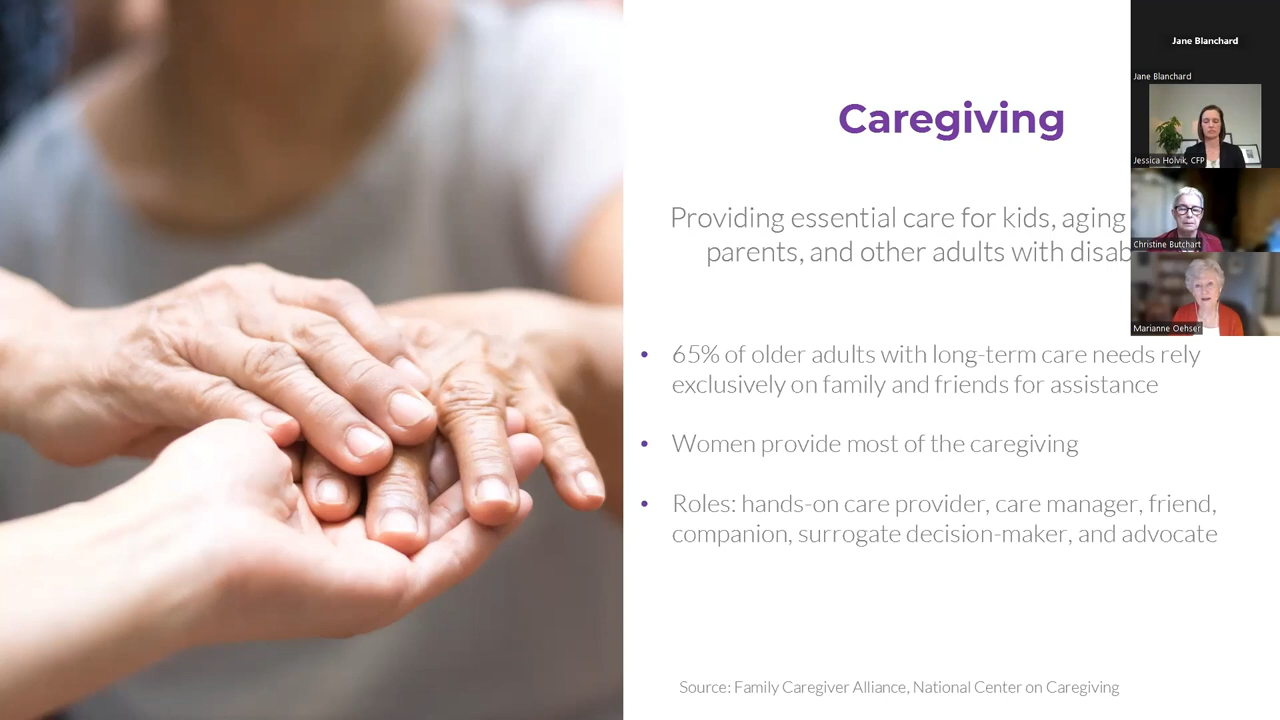 Caregiving
Providing essential care for kids, aging
parents, and other adults with disab
• 65% of older adults with long-term care needs rely
exclusively on family and friends for assistance
• Women provide most of the caregiving
• Roles: hands-on care provider, care manager, friend,
companion, surrogate decision-maker, and advocate
Source: Family Caregiver Alliance, National Center on Caregiving
Jane Blanchard
Jane Blanchard
Jessica Holvik, CFP
Christine Butchart
Marianne Oehser